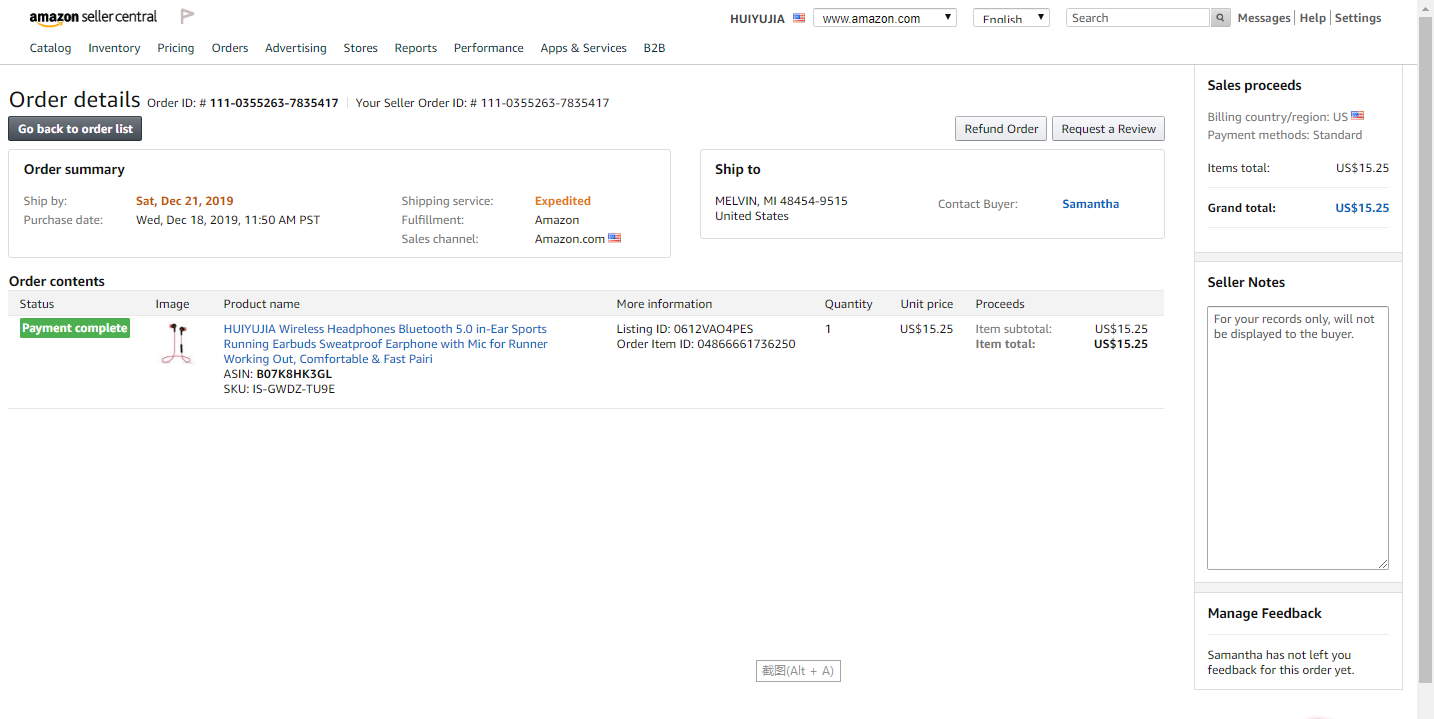 amazon seller central
HUIYUJIA
www.amazon.com
English
Search
Messages | Help | Settings
Catalog Inventory Pricing Orders Advertising Stores Reports Performance Apps & Services B2B
Order details Order ID: # 111-0355263-7835417 | Your Seller Order ID: # 111-0355263-7835417
Go back to order list
Refund Order
Request a Review
Order summary
Ship by: Sat, Dec 21, 2019
Purchase date: Wed, Dec 18, 2019, 11:50 AM PST
Shipping service: Expedited
Fulfillment: Amazon
Sales channel: Amazon.com
Ship to
MELVIN, MI 48454-9515
United States
Contact Buyer: Samantha
Order contents
Status Image Product name More information Quantity Unit price Proceeds
Payment complete
HUIYUJIA Wireless Headphones Bluetooth 5.0 in-Ear Sports
Running Earbuds Sweatproof Earphone with Mic for Runner
Working Out, Comfortable & Fast Pairi
ASIN: B07K8HK3GL
SKU: IS-GWDZ-TU9E
Listing ID: 0612VAO4PES
Order Item ID: 04866661736250
1
US$15.25
Item subtotal: US$15.25
Item total: US$15.25
Sales proceeds
Billing country/region: US
Payment methods: Standard
Items total: US$15.25
Grand total: US$15.25
Seller Notes
For your records only, will not
be displayed to the buyer.
Manage Feedback
Samantha has not left you
feedback for this order yet.
截图(Alt + A)